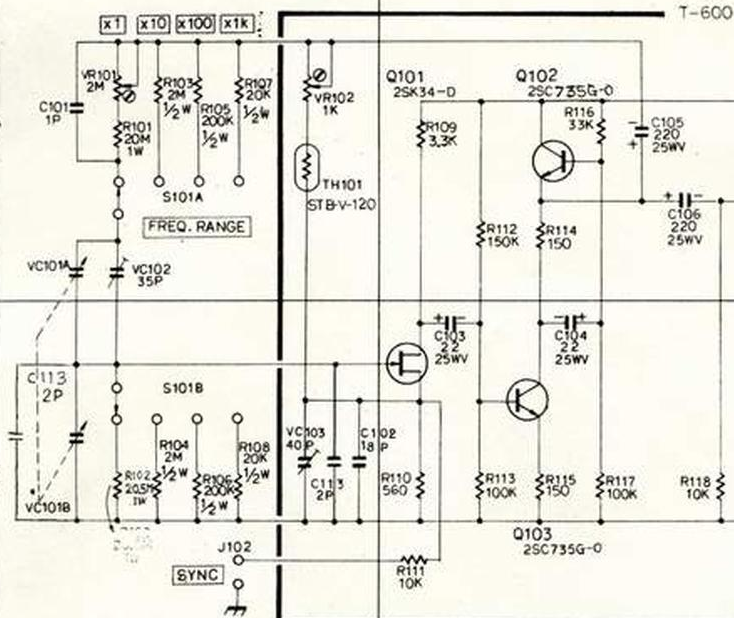 x1 x10 x100 x1k
T-600
VR101
2M
R103
2M
½W
R107
20K
½W
C101
1P
R105
200K
½W
R101
20M
1W
VR102
1K
Q101
2SK34-D
Q102
2SC735G-O
R116
33K
R109
3.3K
C105
220
25WV
S101A
TH101
STB-V-120
FREQ. RANGE
C106
220
25WV
R112
150K
R114
150
VC101A
VC102
35P
C103
22
25WV
C104
22
25WV
C113
2P
S101B
VC103
40P
C102
18P
R102
20.5M
1W
R104
2M
½W
R108
20K
½W
R106
200K
½W
C113
2P
R110
560
R113
100K
R115
150
R117
100K
R118
10K
VC101B
Q103
2SC735G-O
J102
SYNC
R111
10K